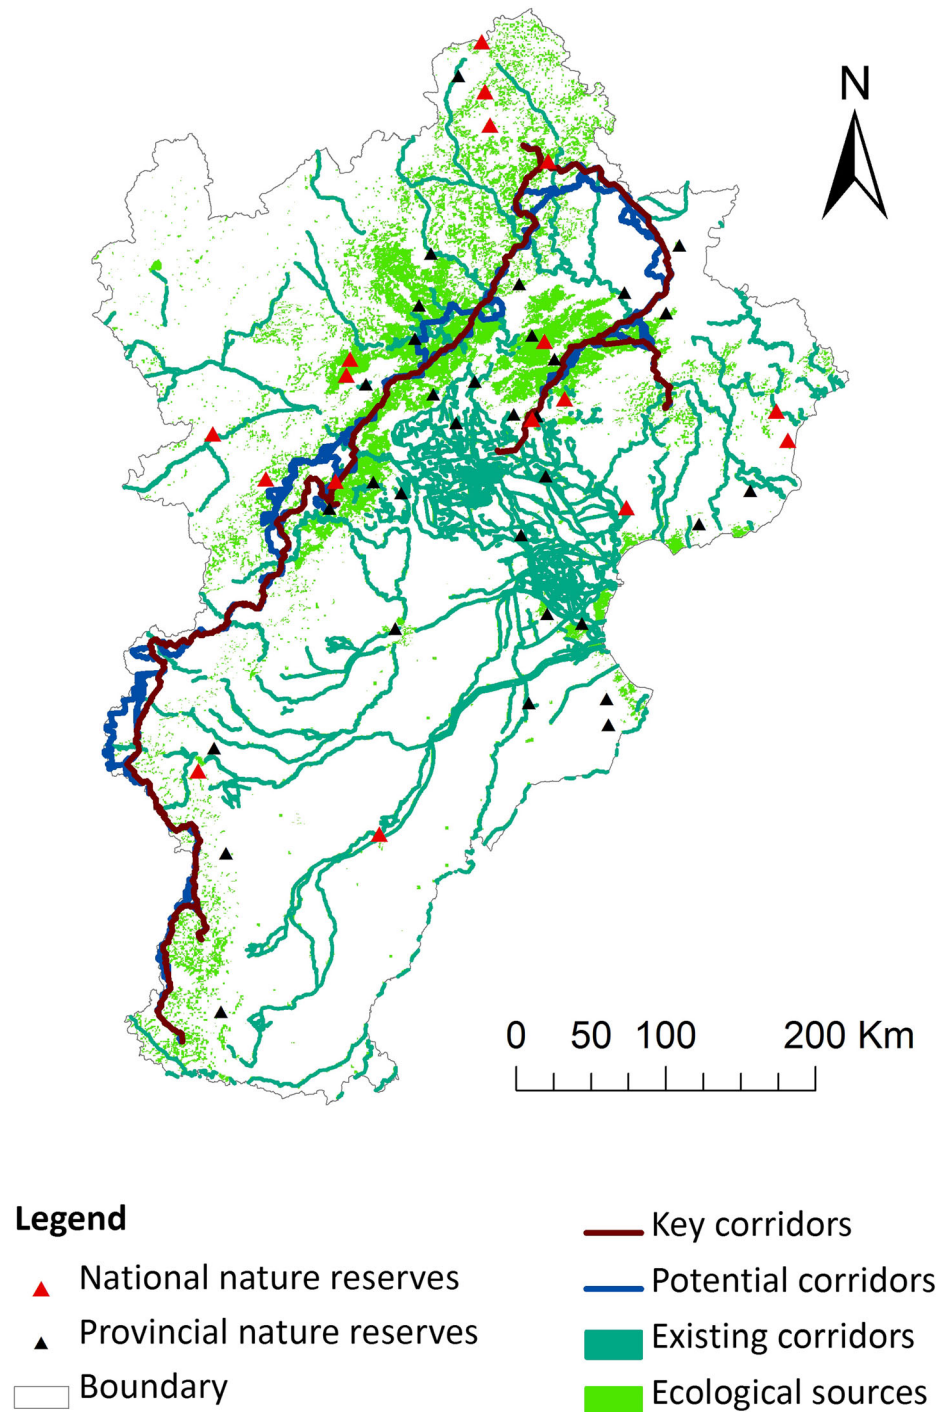 N
0 50 100 200 Km
Legend
National nature reserves
Provincial nature reserves
Boundary
Key corridors
Potential corridors
Existing corridors
Ecological sources